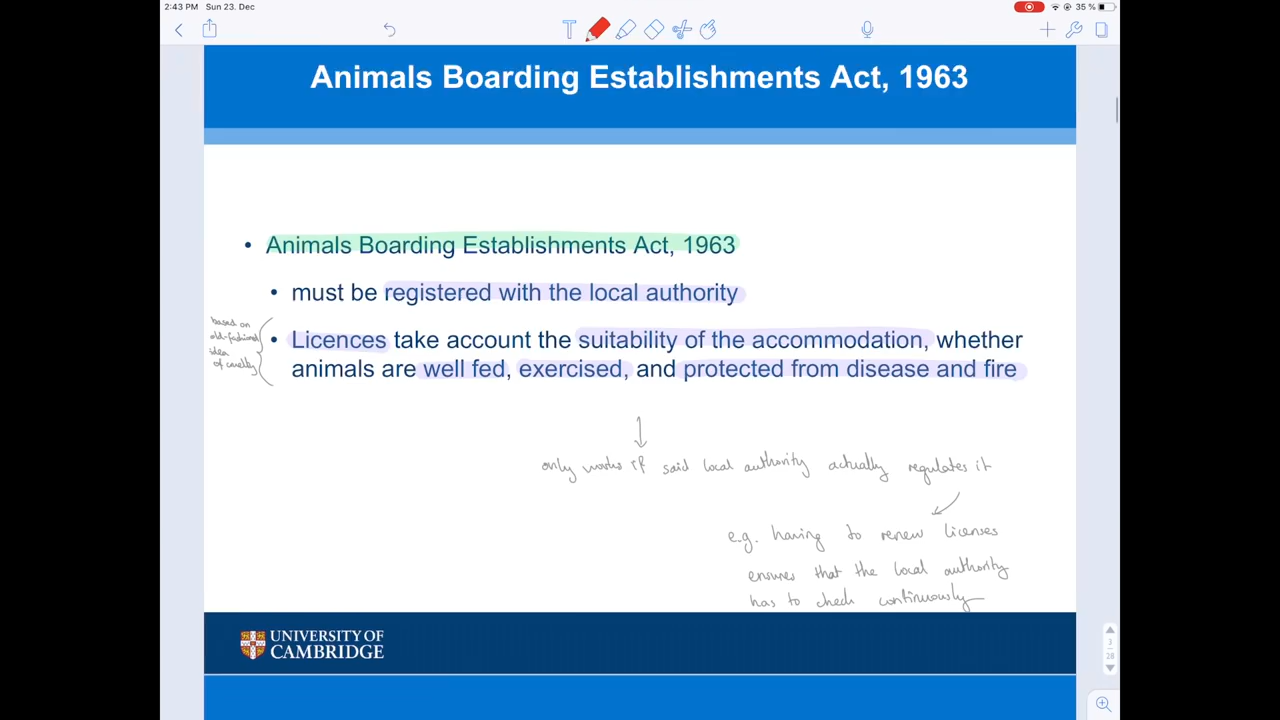 2:43 PM Sun 23. Dec
35 %
T
Animals Boarding Establishments Act, 1963
• Animals Boarding Establishments Act, 1963
• must be registered with the local authority
based on
old-fashioned
idea
of cruelty
• Licences take account the suitability of the accommodation, whether
animals are well fed, exercised, and protected from disease and fire
only works if said local authority actually regulates it
e.g. having to renew licenses
ensures that the local authority
has to check continuously
UNIVERSITY OF
CAMBRIDGE
3
28